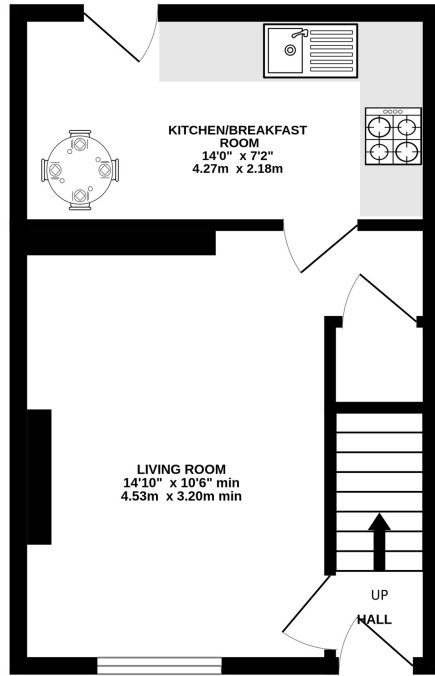 KITCHEN/BREAKFAST
ROOM
14'0" x 7'2"
4.27m x 2.18m
LIVING ROOM
14'10" x 10'6" min
4.53m x 3.20m min
UP
HALL